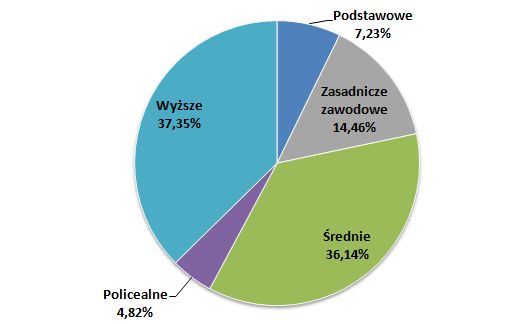 Podstawowe
7,23%
Zasadnicze
zawodowe
14,46%
Wyższe
37,35%
Średnie
36,14%
Policealne
4,82%